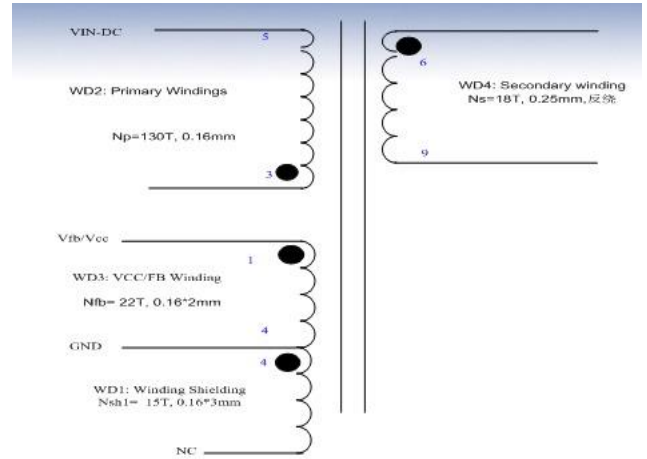 VIN-DC
5
WD2: Primary Windings
Np=130T, 0.16mm
3
6
WD4: Secondary winding
Ns=18T, 0.25mm,反绕
9
Vfb/Vcc
1
WD3: VCC/FB Winding
Nfb= 22T, 0.16*2mm
4
GND
4
WD1: Winding Shielding
Nsh1= 15T, 0.16*3mm
NC